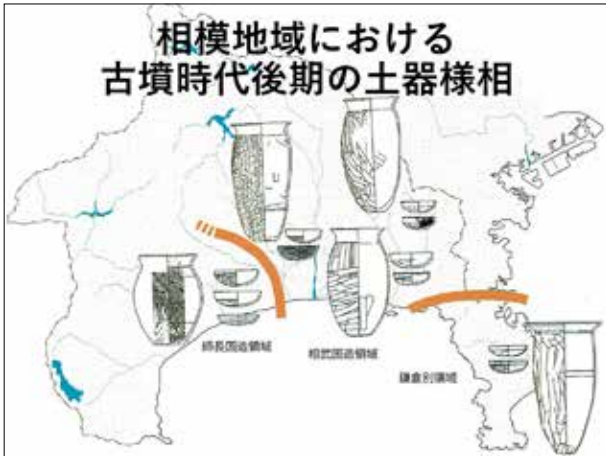 相模地域における
古墳時代後期の土器様相
師長国造領域
相武国造領域
鎌倉別領域